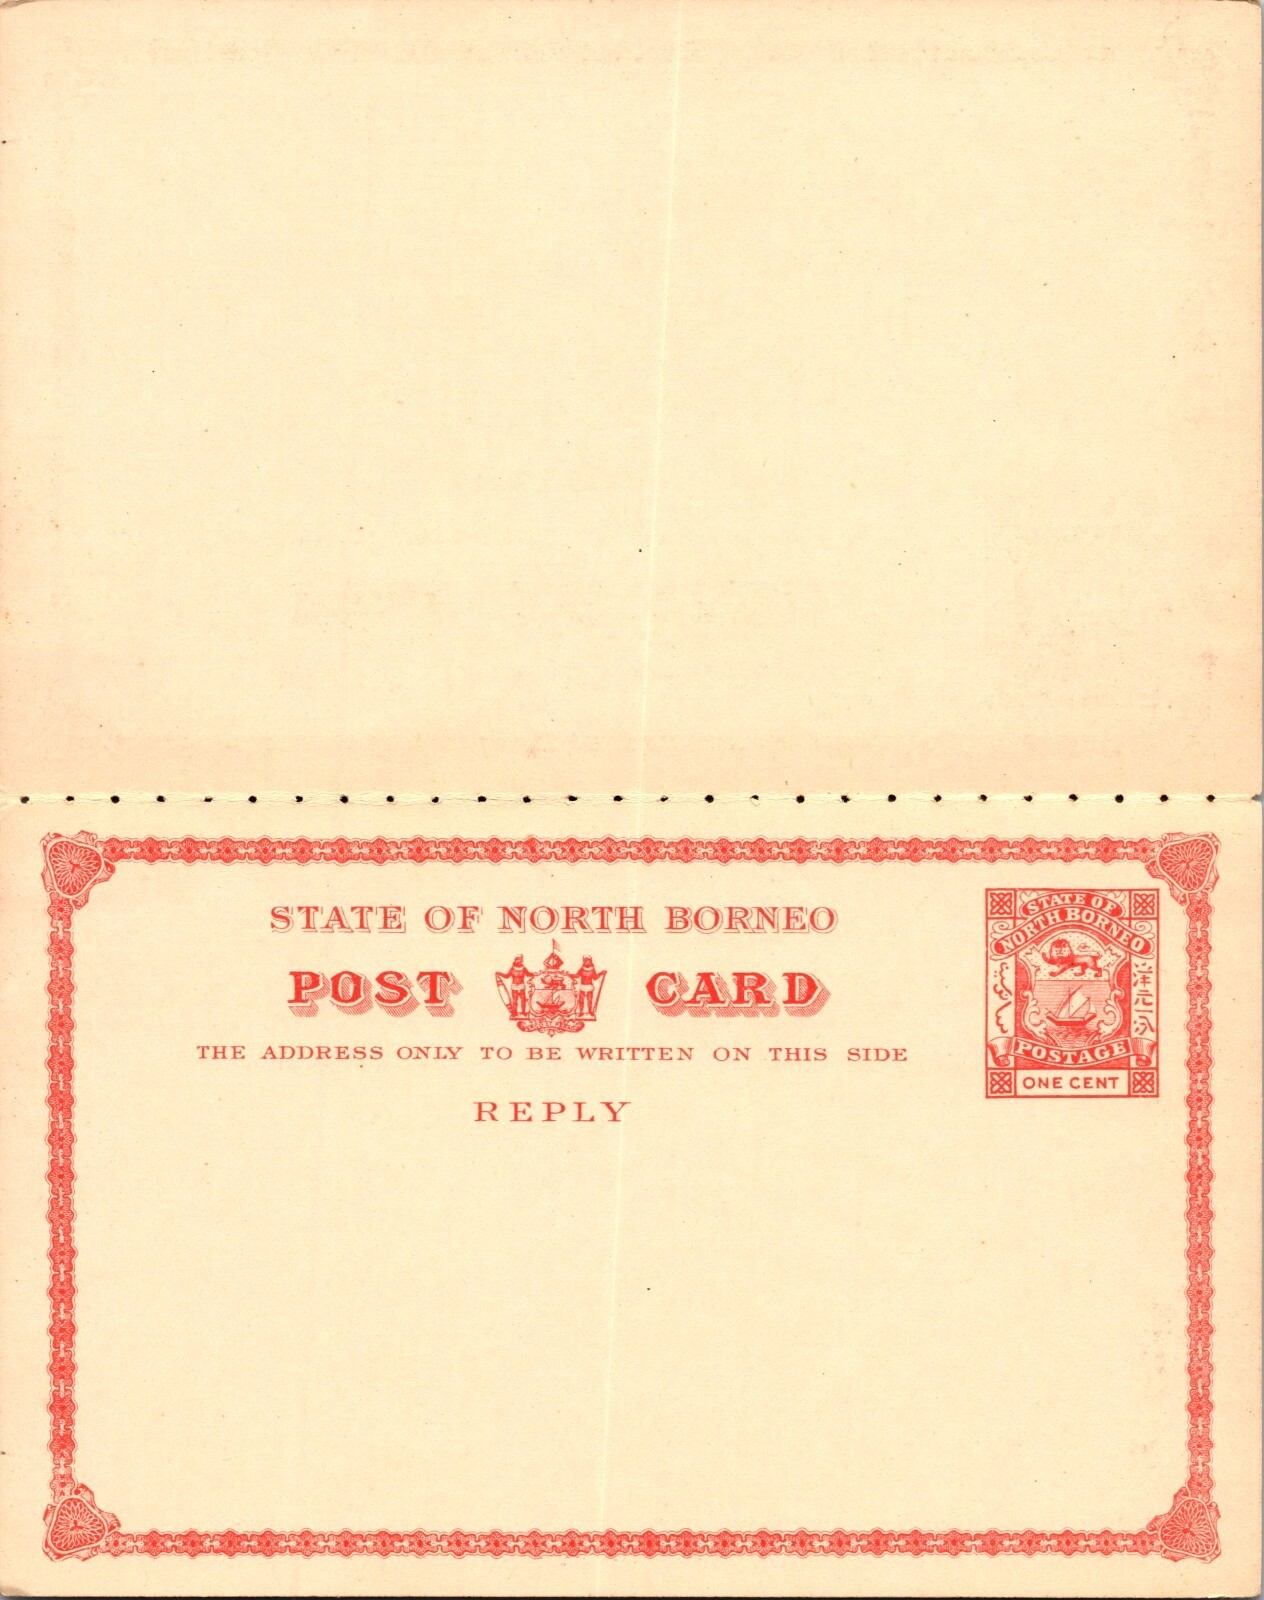 STATE OF NORTH BORNEO
POST CARD
THE ADDRESS ONLY TO BE WRITTEN ON THIS SIDE
REPLY
STATE OF
NORTH BORNEO
洋元一分
POSTAGE
ONE CENT